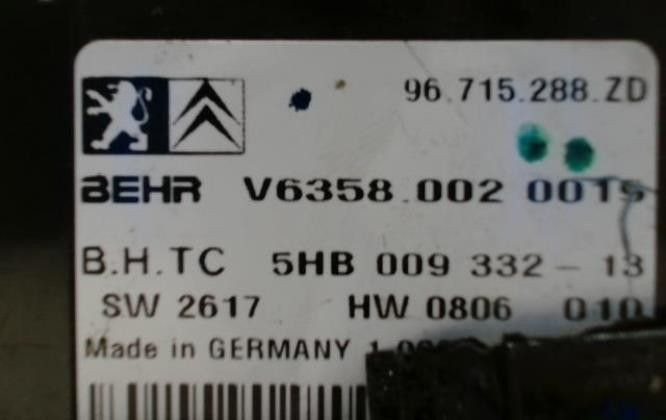 96.715.288.ZD
BEHR V6358.002 0015
B.H.TC 5HB 009 332-13
SW 2617 HW 0806 010
Made in GERMANY